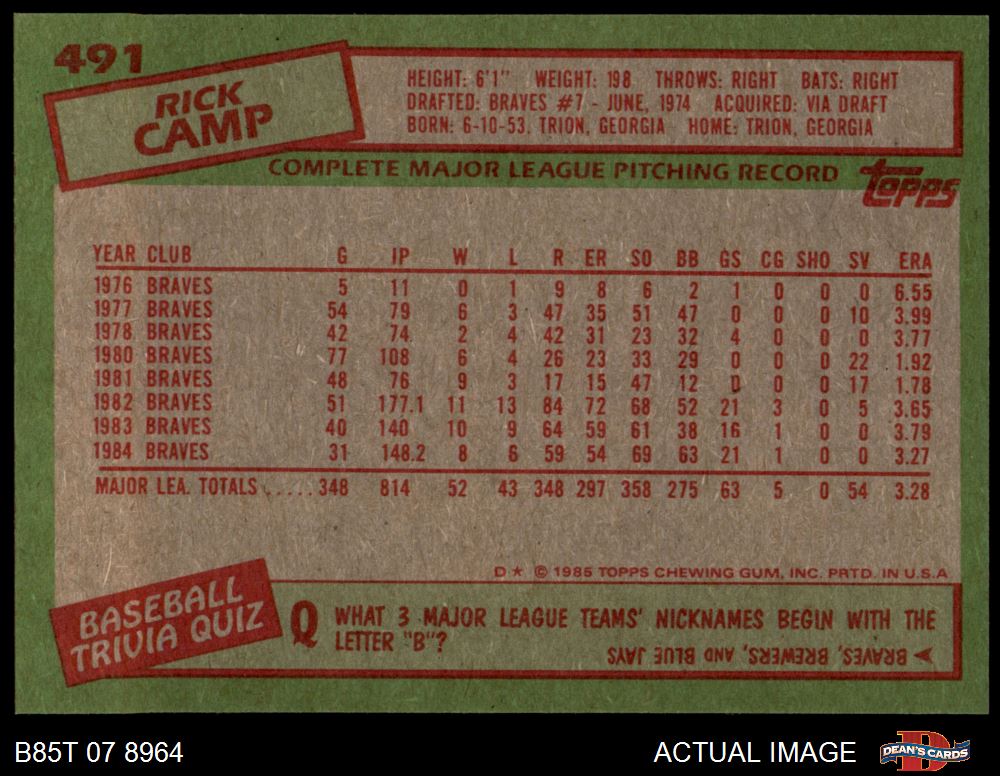 491
RICK
CAMP
HEIGHT: 6'1" WEIGHT: 198 THROWS: RIGHT BATS: RIGHT
DRAFTED: BRAVES #7 - JUNE, 1974 ACQUIRED: VIA DRAFT
BORN: 6-10-53, TRION, GEORGIA HOME: TRION, GEORGIA
COMPLETE MAJOR LEAGUE PITCHING RECORD
topps
YEAR CLUB G IP W L R ER SO BB GS CG SHO SV ERA
1976 BRAVES 5 11 0 1 9 8 6 2 1 0 0 0 6.55
1977 BRAVES 54 79 6 3 47 35 51 47 0 0 0 10 3.99
1978 BRAVES 42 74 2 4 42 31 23 32 4 0 0 0 3.77
1980 BRAVES 77 108 6 4 26 23 33 29 0 0 0 22 1.92
1981 BRAVES 48 76 9 3 17 15 47 12 0 0 0 17 1.78
1982 BRAVES 51 177.1 11 13 84 72 68 52 21 3 0 5 3.65
1983 BRAVES 40 140 10 9 64 59 61 38 16 1 0 0 3.79
1984 BRAVES 31 148.2 8 6 59 54 69 63 21 1 0 0 3.27
MAJOR LEA. TOTALS ..... 348 814 52 43 348 297 358 275 63 5 0 54 3.28
D★ © 1985 TOPPS CHEWING GUM, INC. PRTD. IN U.S.A
BASEBALL
TRIVIA QUIZ
Q WHAT 3 MAJOR LEAGUE TEAMS' NICKNAMES BEGIN WITH THE
LETTER "B"?
BRAVES, BREWERS, AND BLUE JAYS
B85T 07 8964
ACTUAL IMAGE
DEAN'S CARDS